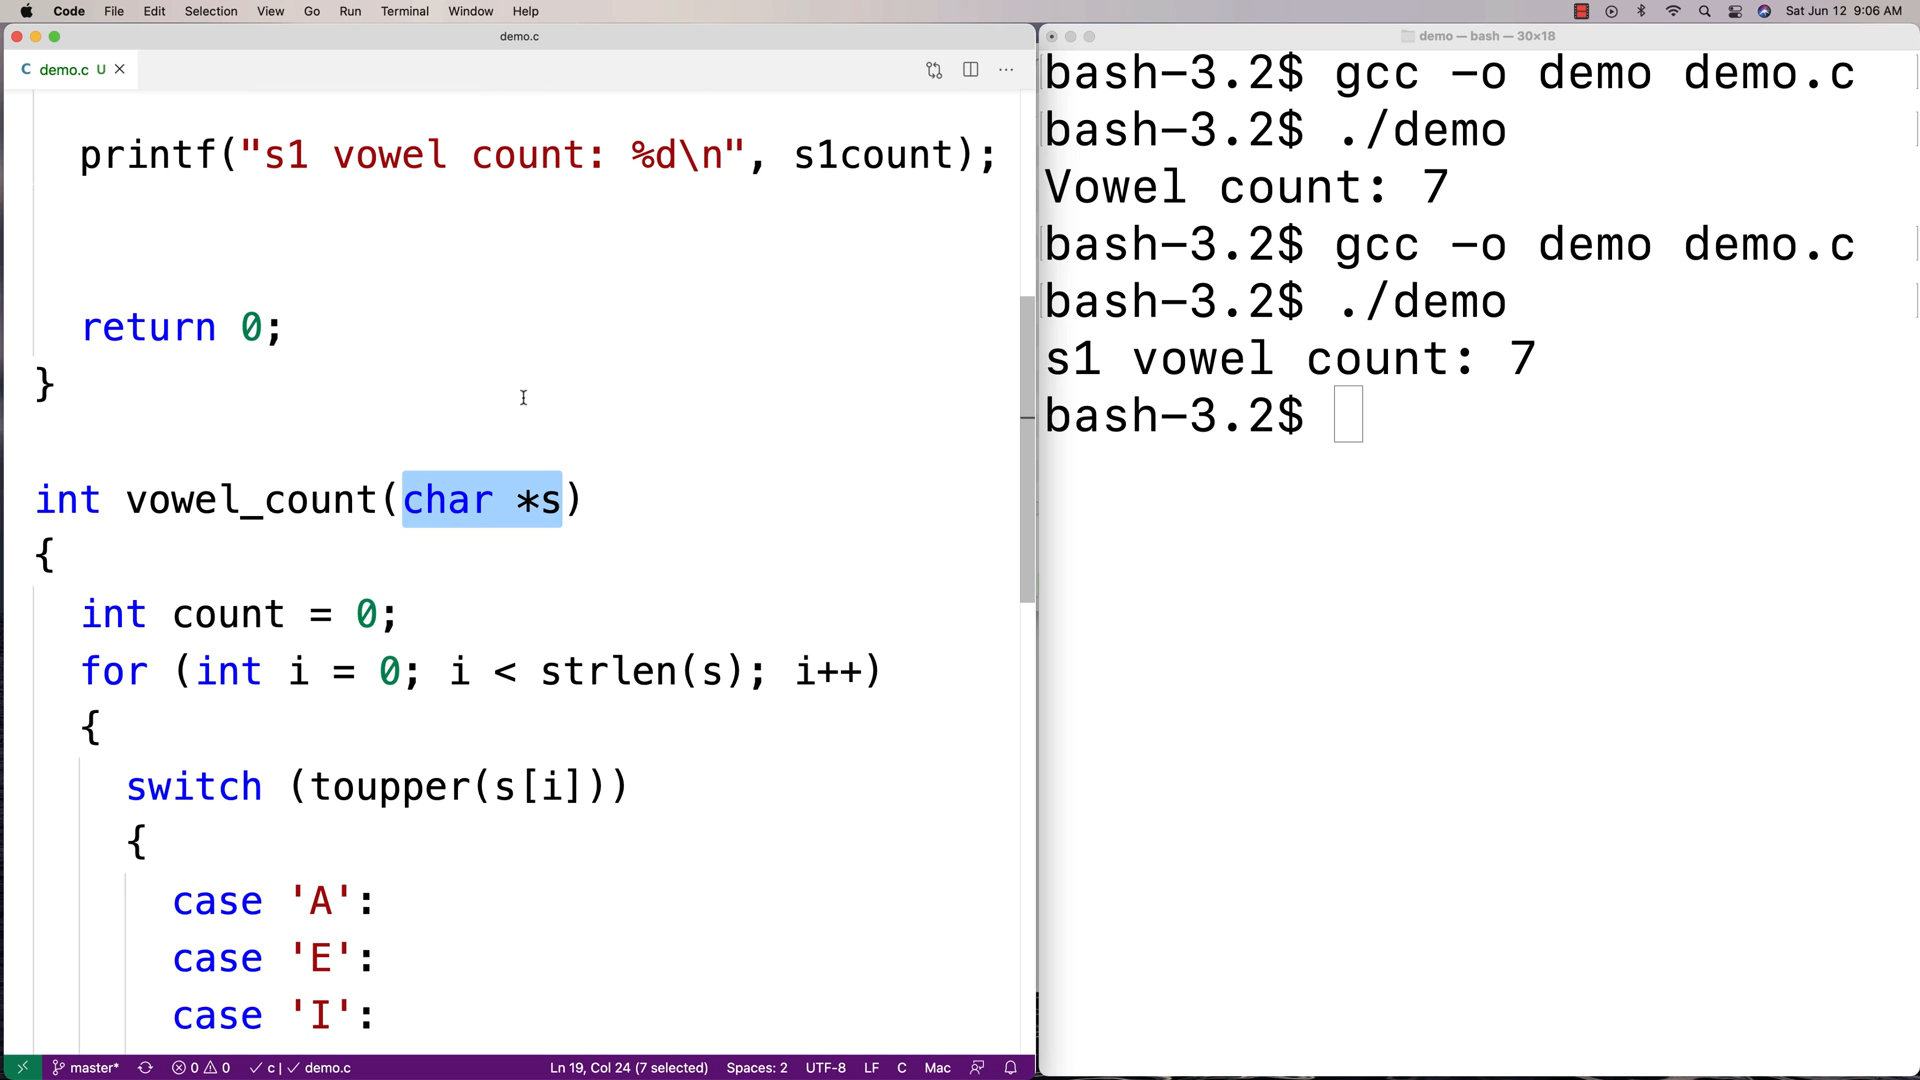 Code File Edit Selection View Go Run Terminal Window Help
Sat Jun 12 9:06 AM
demo.c
C demo.c U
printf("s1 vowel count: %d\n", s1count);
return 0;
}
int vowel_count(char *s)
{
int count = 0;
for (int i = 0; i < strlen(s); i++)
{
switch (toupper(s[i]))
{
case 'A':
case 'E':
case 'I':
master* 0 0 c | demo.c Ln 19, Col 24 (7 selected) Spaces: 2 UTF-8 LF C Mac
demo — bash — 30×18
bash-3.2$ gcc -o demo demo.c
bash-3.2$ ./demo
Vowel count: 7
bash-3.2$ gcc -o demo demo.c
bash-3.2$ ./demo
s1 vowel count: 7
bash-3.2$